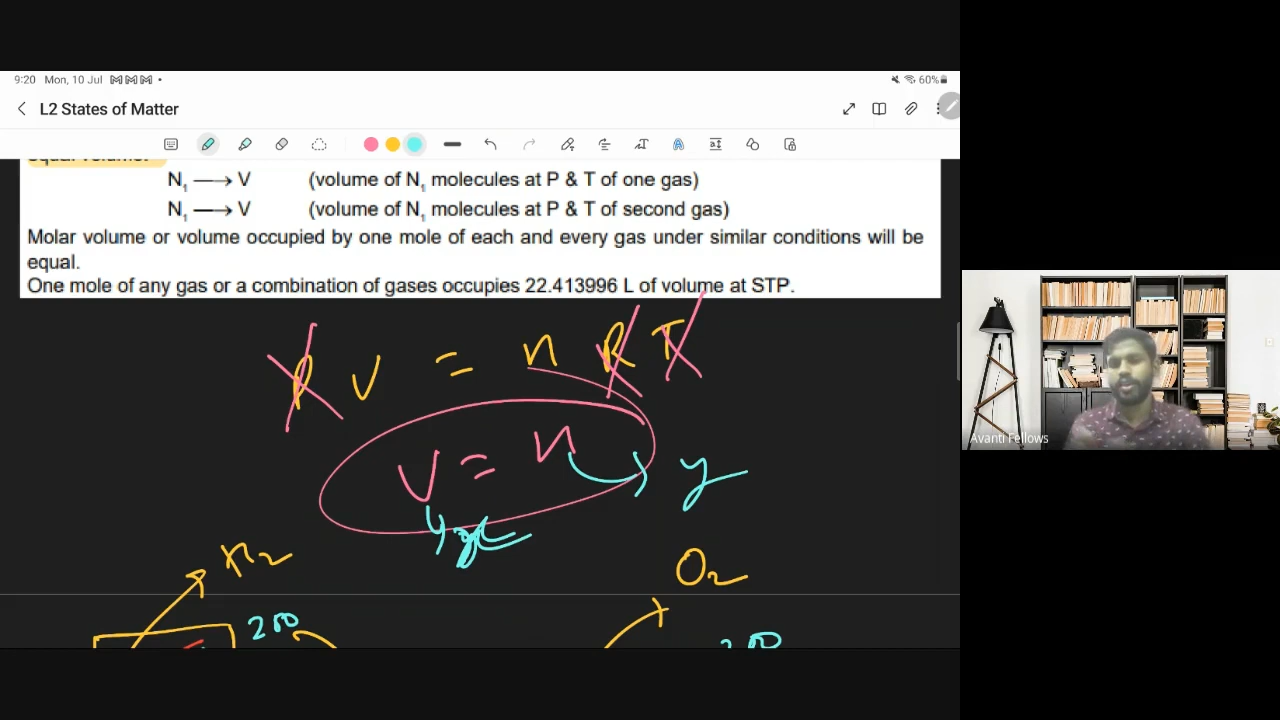 9:20 Mon, 10 Jul 60%
L2 States of Matter
equal volume.
N₁ ⟶ V (volume of N₁ molecules at P & T of one gas)
N₁ ⟶ V (volume of N₁ molecules at P & T of second gas)
Molar volume or volume occupied by one mole of each and every gas under similar conditions will be
equal.
One mole of any gas or a combination of gases occupies 22.413996 L of volume at STP.
P V = n R T
V = n
y
x
O₂
200
Avanti Fellows